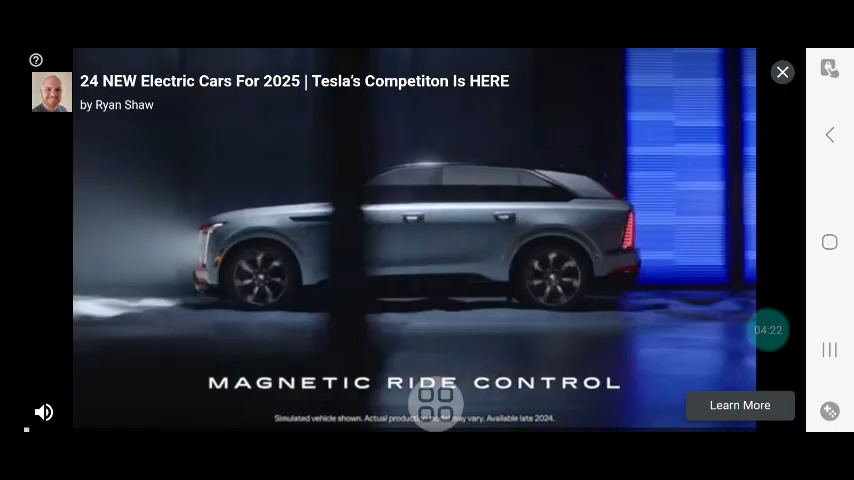 24 NEW Electric Cars For 2025 | Tesla's Competiton Is HERE
by Ryan Shaw
04:22
MAGNETIC RIDE CONTROL
Learn More
Simulated vehicle shown. Actual production model may vary. Available late 2024.